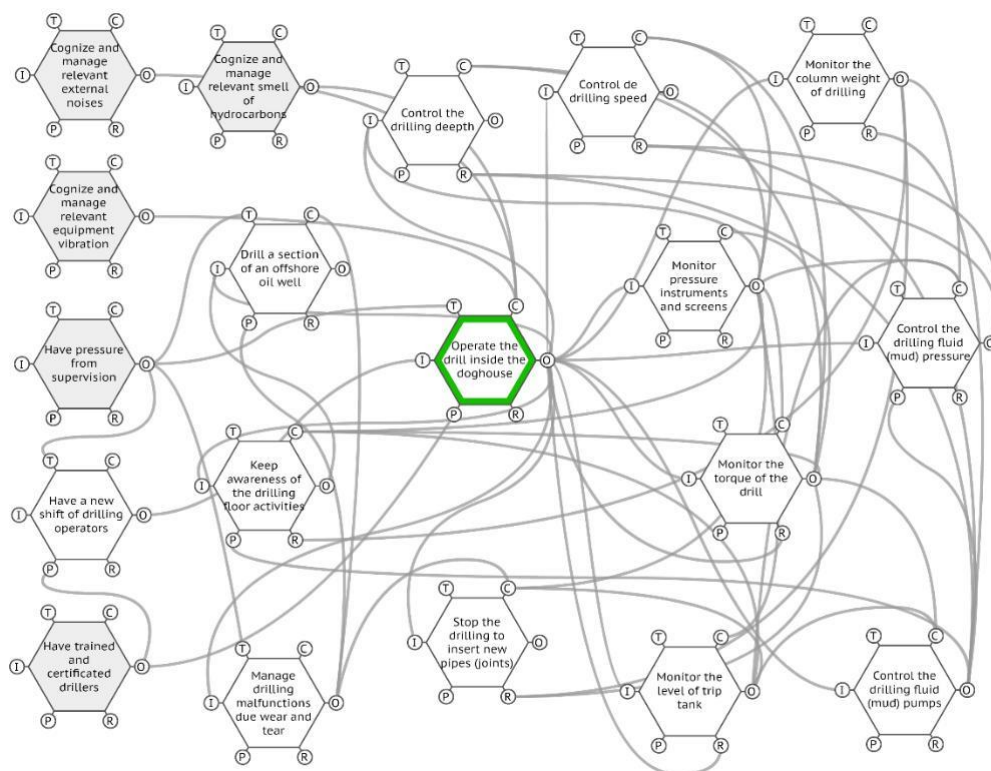 T
C
I
Cognize and
manage
relevant
external
noises
O
P
R
T
C
I
Cognize and
manage
relevant smell
of
hydrocarbons
O
P
R
T
C
I
Control the
drilling deepth
O
P
R
T
C
I
Control de
drilling speed
O
P
R
T
C
I
Monitor the
column weight
of drilling
O
P
R
T
C
I
Cognize and
manage
relevant
equipment
vibration
O
P
R
T
C
I
Drill a section
of an offshore
oil well
O
P
R
T
C
I
Monitor
pressure
instruments
and screens
O
P
R
T
C
I
Have pressure
from
supervision
O
P
R
T
C
I
Operate the
drill inside the
doghouse
O
P
R
T
C
I
Control the
drilling fluid
(mud) pressure
O
P
R
T
C
I
Have a new
shift of drilling
operators
O
P
R
T
C
I
Keep
awareness of
the drilling
floor activities
O
P
R
T
C
I
Monitor the
torque of the
drill
O
P
R
T
C
I
Have trained
and
certificated
drillers
O
P
R
T
C
I
Manage
drilling
malfunctions
due wear and
tear
O
P
R
T
C
I
Stop the
drilling to
insert new
pipes (joints)
O
P
R
T
C
I
Monitor the
level of trip
tank
O
P
R
T
C
I
Control the
drilling fluid
(mud) pumps
O
P
R